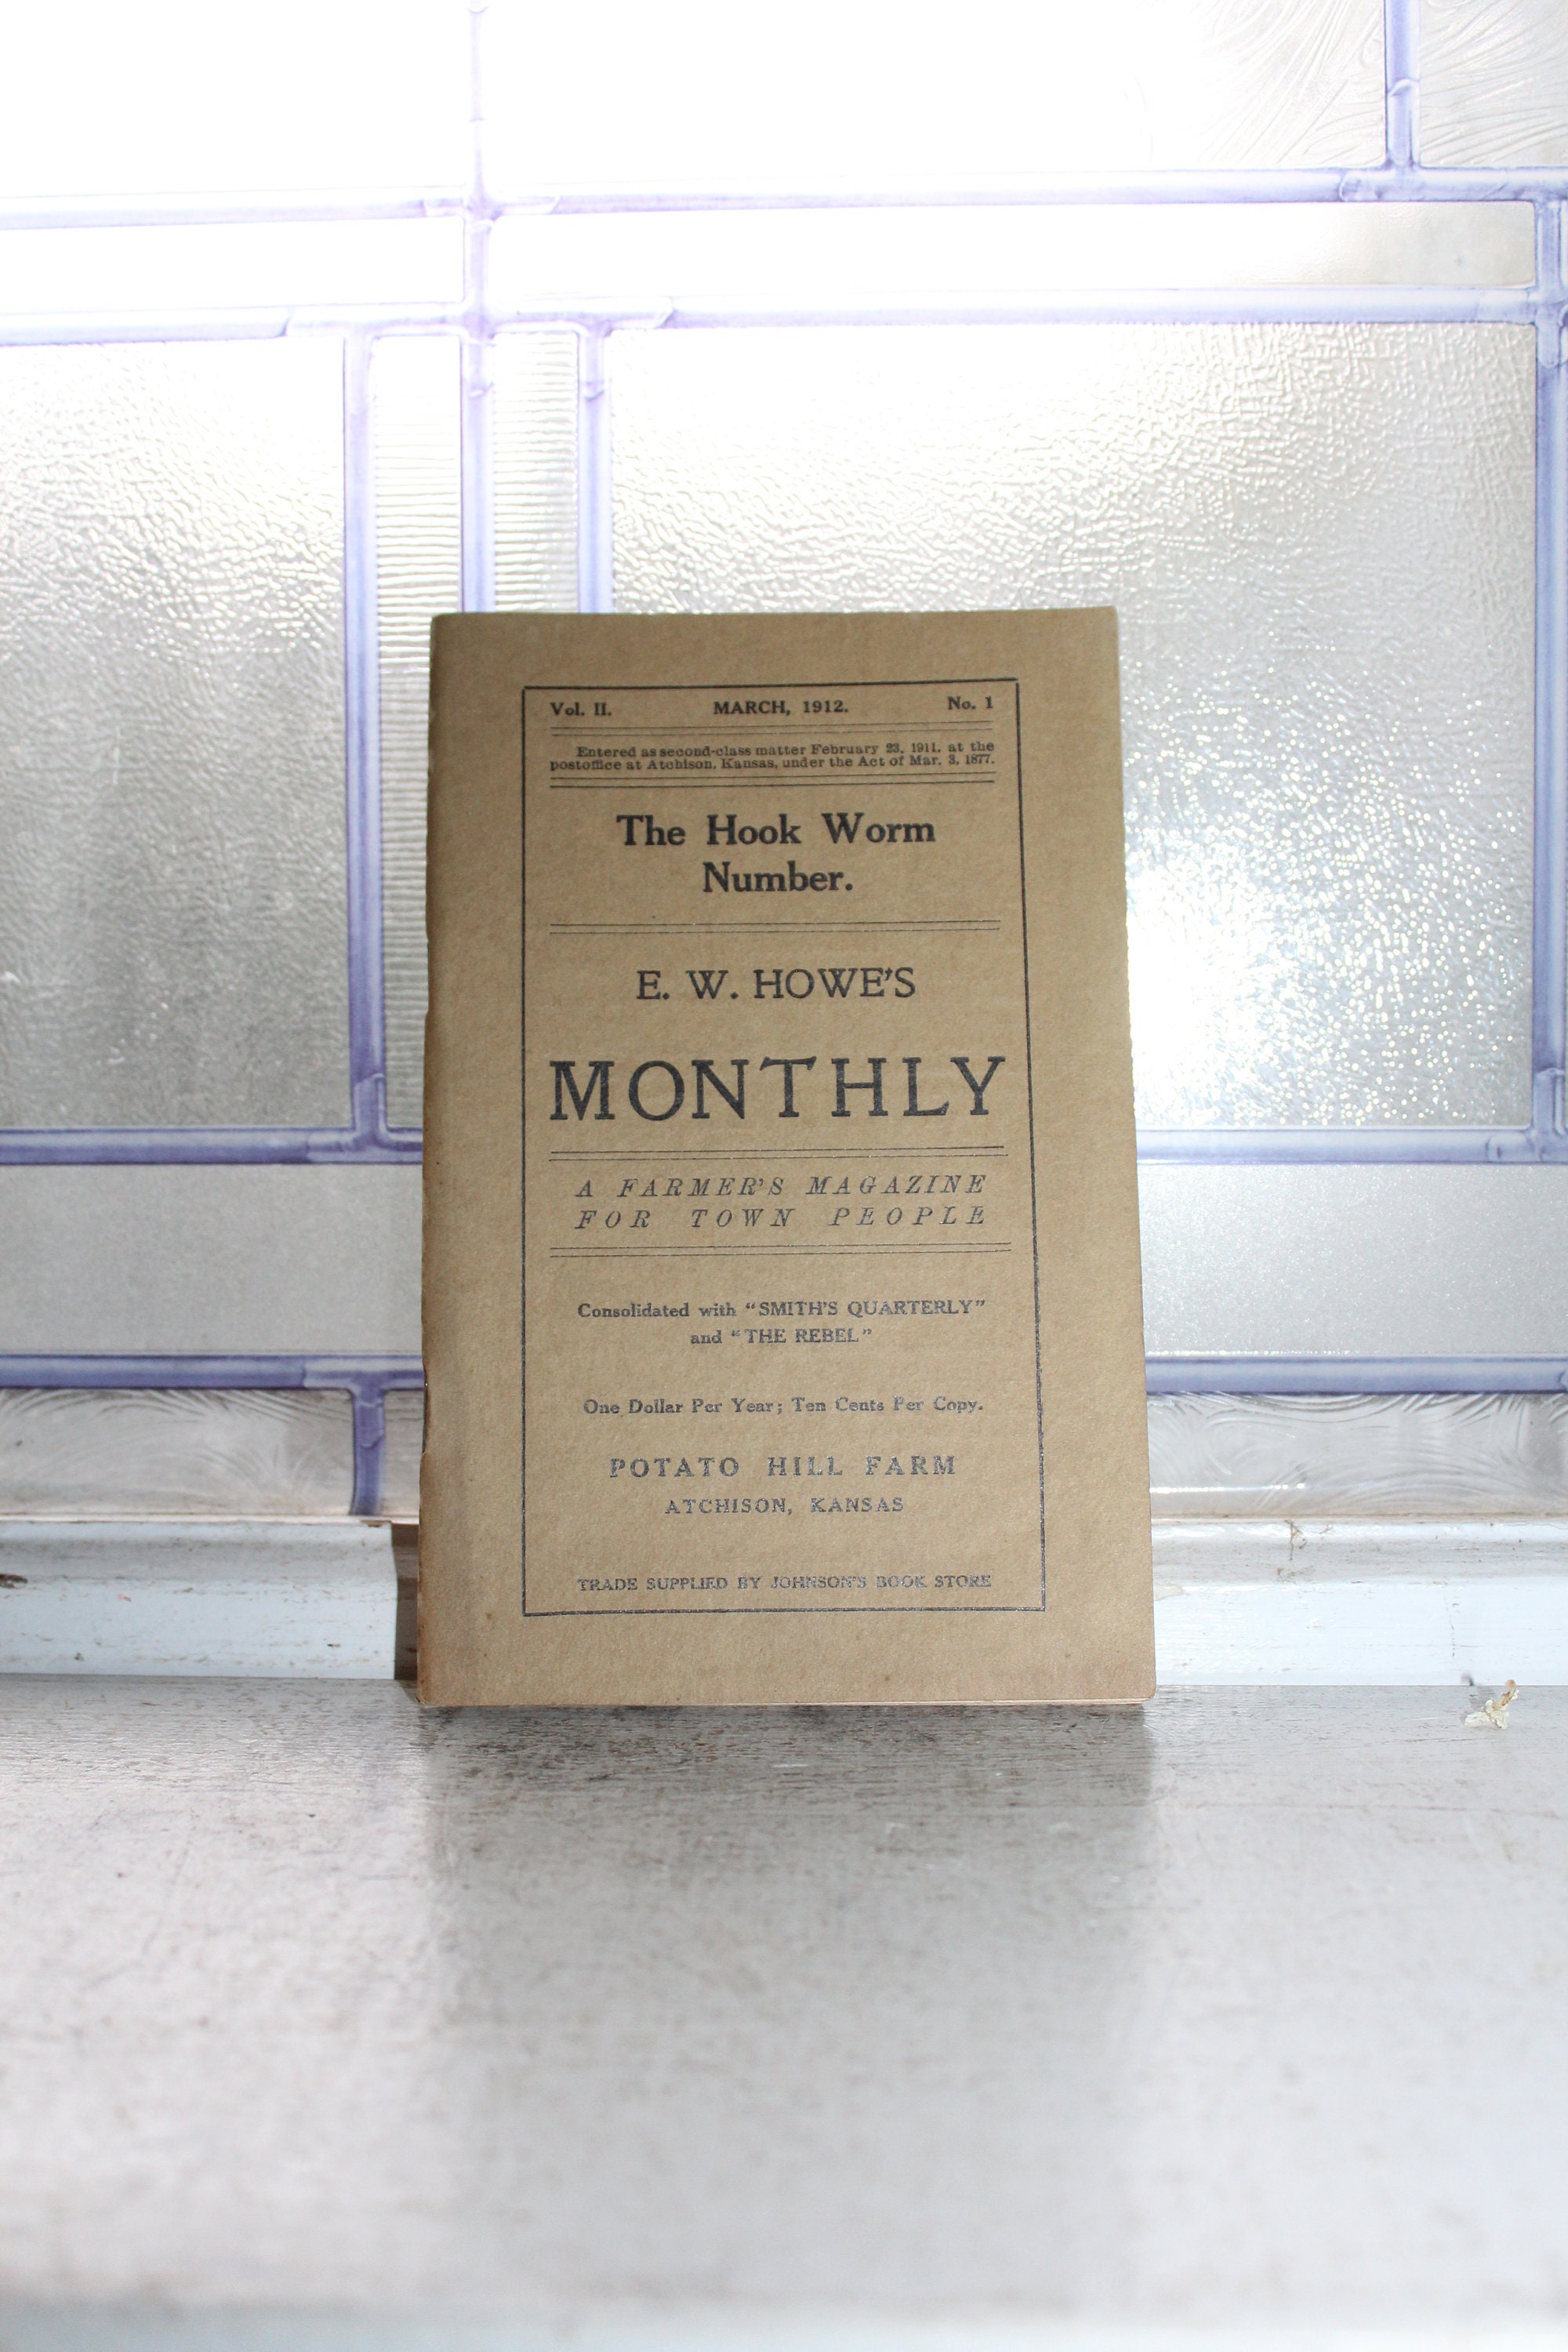 Vol. II. MARCH, 1912. No. 1
Entered as second-class matter February 23, 1911, at the
postoffice at Atchison, Kansas, under the Act of Mar. 3, 1877.
The Hook Worm
Number.
E. W. HOWE'S
MONTHLY
A FARMER'S MAGAZINE
FOR TOWN PEOPLE
Consolidated with "SMITH'S QUARTERLY"
and "THE REBEL"
One Dollar Per Year; Ten Cents Per Copy.
POTATO HILL FARM
ATCHISON, KANSAS
TRADE SUPPLIED BY JOHNSON'S BOOK STORE